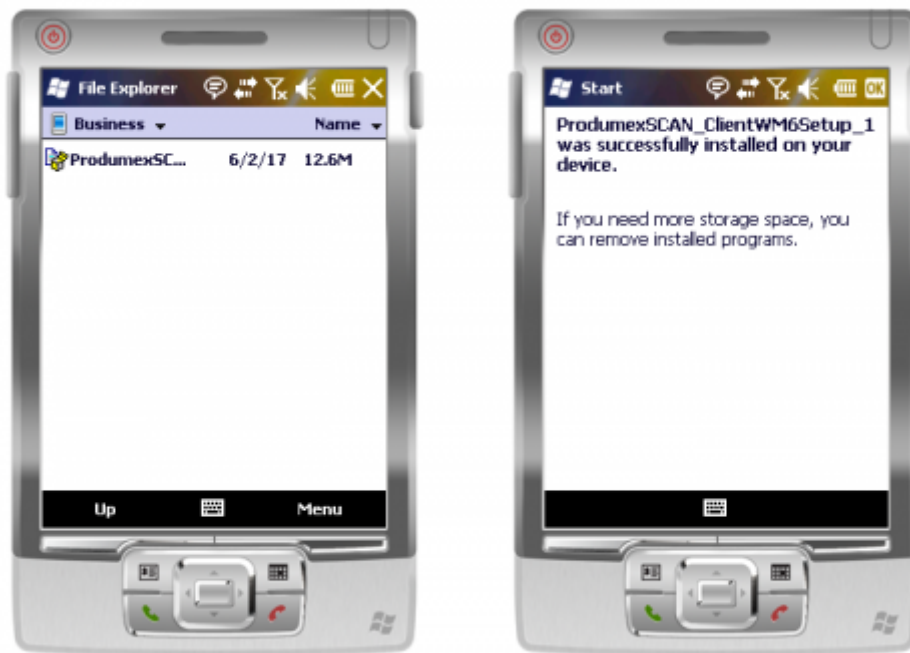 File Explorer
Business Name
ProdumexSC... 6/2/17 12.6M
Up Menu
Start OK
ProdumexSCAN_ClientWM6Setup_1
was successfully installed on your
device.
If you need more storage space, you
can remove installed programs.